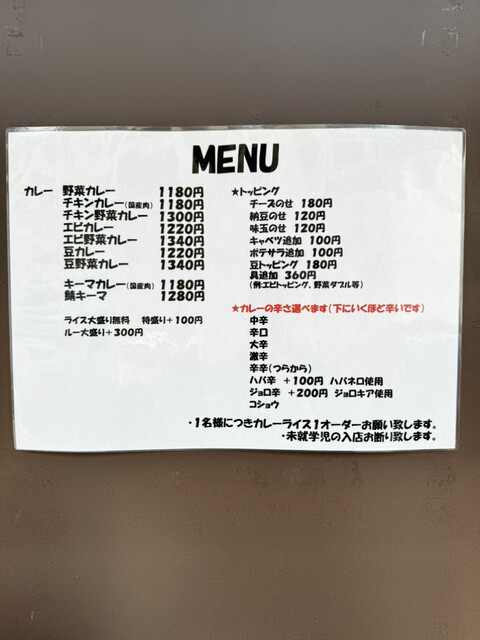 MENU
カレー 野菜カレー 1180円
チキンカレー(国産肉) 1180円
チキン野菜カレー 1300円
エビカレー 1220円
エビ野菜カレー 1340円
豆カレー 1220円
豆野菜カレー 1340円
キーマカレー(国産肉) 1180円
鯖キーマ 1280円
ライス大盛り無料 特盛り+100円
ルー大盛り+300円
★トッピング
チーズのせ 180円
納豆のせ 120円
味玉のせ 120円
キャベツ追加 100円
ポテサラ追加 100円
豆トッピング 180円
具追加 360円
(例:エビトッピング、野菜ダブル等)
★カレーの辛さ選べます(下にいくほど辛いです)
中辛
辛口
大辛
激辛
辛辛(つらから)
ハバ辛 +100円 ハバネロ使用
ジョロ辛 +200円 ジョロキア使用
コショウ
・1名様につきカレーライス1オーダーお願い致します。
・未就学児の入店お断り致します。